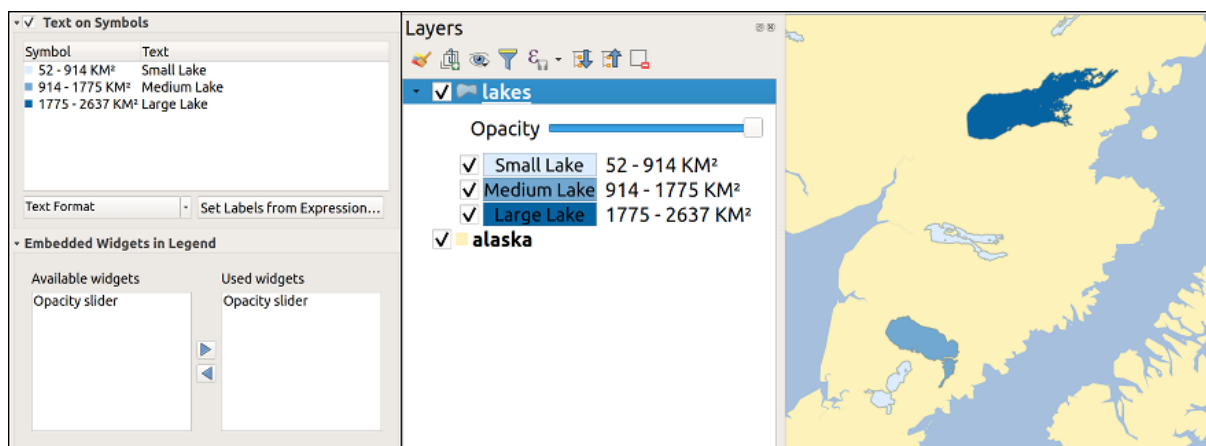 Text on Symbols
Symbol Text
52 - 914 KM² Small Lake
914 - 1775 KM² Medium Lake
1775 - 2637 KM² Large Lake
Text Format
Set Labels from Expression...
Embedded Widgets in Legend
Available widgets
Opacity slider
Used widgets
Opacity slider
Layers
lakes
Opacity
Small Lake 52 - 914 KM²
Medium Lake 914 - 1775 KM²
Large Lake 1775 - 2637 KM²
alaska